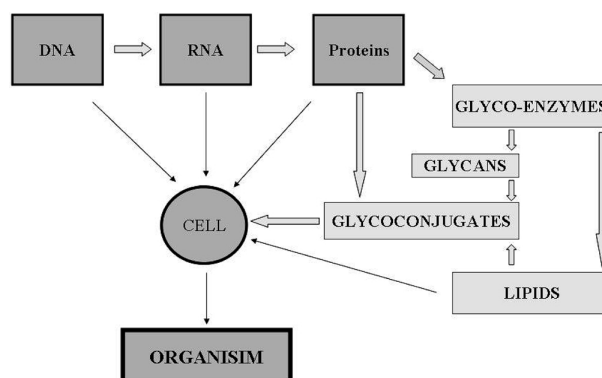 DNA
RNA
Proteins
GLYCO-ENZYMES
GLYCANS
CELL
GLYCOCONJUGATES
LIPIDS
ORGANISIM